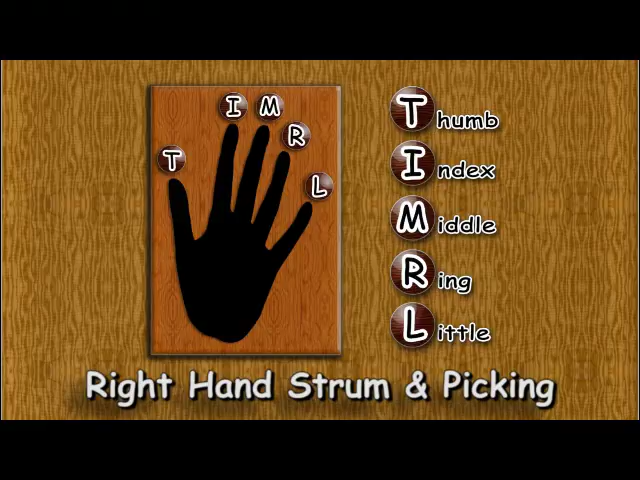 I M
R
T
L
Thumb
Index
Middle
Ring
Little
Right Hand Strum & Picking